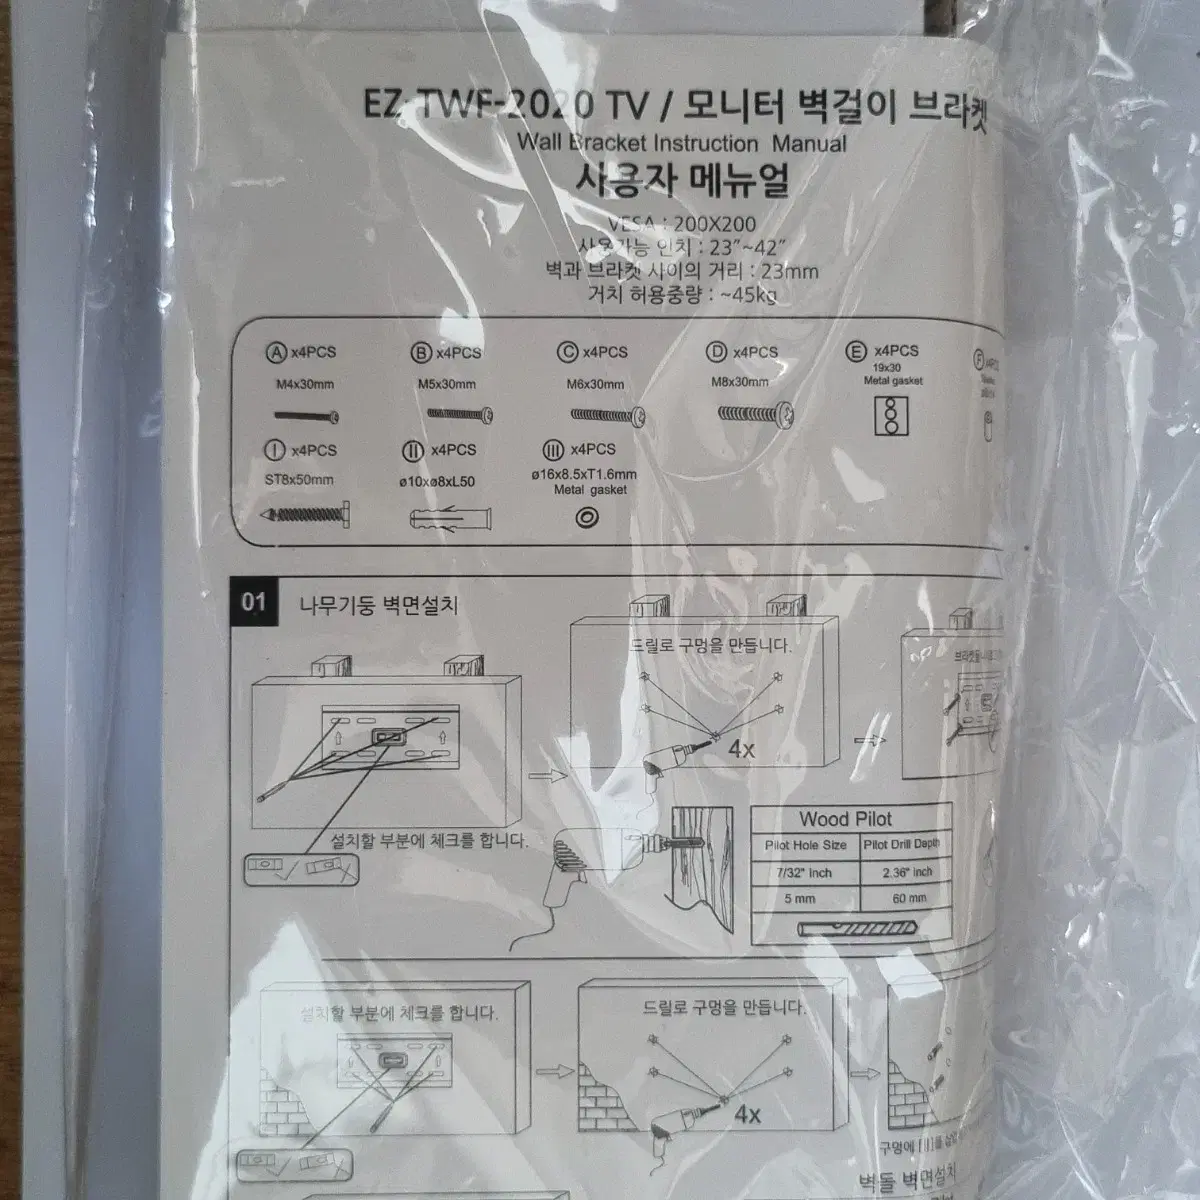 EZ-TWF-2020 TV / 모니터 벽걸이 브라켓
Wall Bracket Instruction Manual
사용자 메뉴얼
VESA : 200X200
사용가능 인치 : 23"~42"
벽과 브라켓 사이의 거리 : 23mm
거치 허용중량 : ~45kg
A x4PCS B x4PCS C x4PCS D x4PCS E x4PCS F x4PCS
M4x30mm M5x30mm M6x30mm M8x30mm 19x30
Metal gasket
I x4PCS II x4PCS III x4PCS
ST8x50mm ø10xø8xL50 ø16x8.5xT1.6mm
Metal gasket
01 나무기둥 벽면설치
드릴로 구멍을 만듭니다.
4x
설치할 부분에 체크를 합니다.
Wood Pilot
Pilot Hole Size Pilot Drill Depth
7/32" inch 2.36" inch
5 mm 60 mm
설치할 부분에 체크를 합니다. 드릴로 구멍을 만듭니다.
4x
구멍에
벽돌 벽면설치